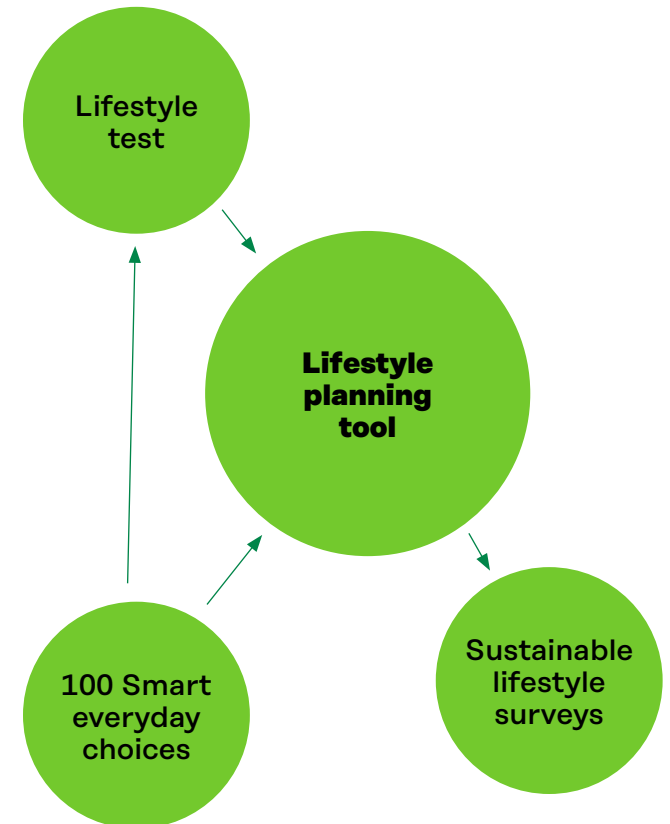 Lifestyle
test
Lifestyle
planning
tool
100 Smart
everyday
choices
Sustainable
lifestyle
surveys